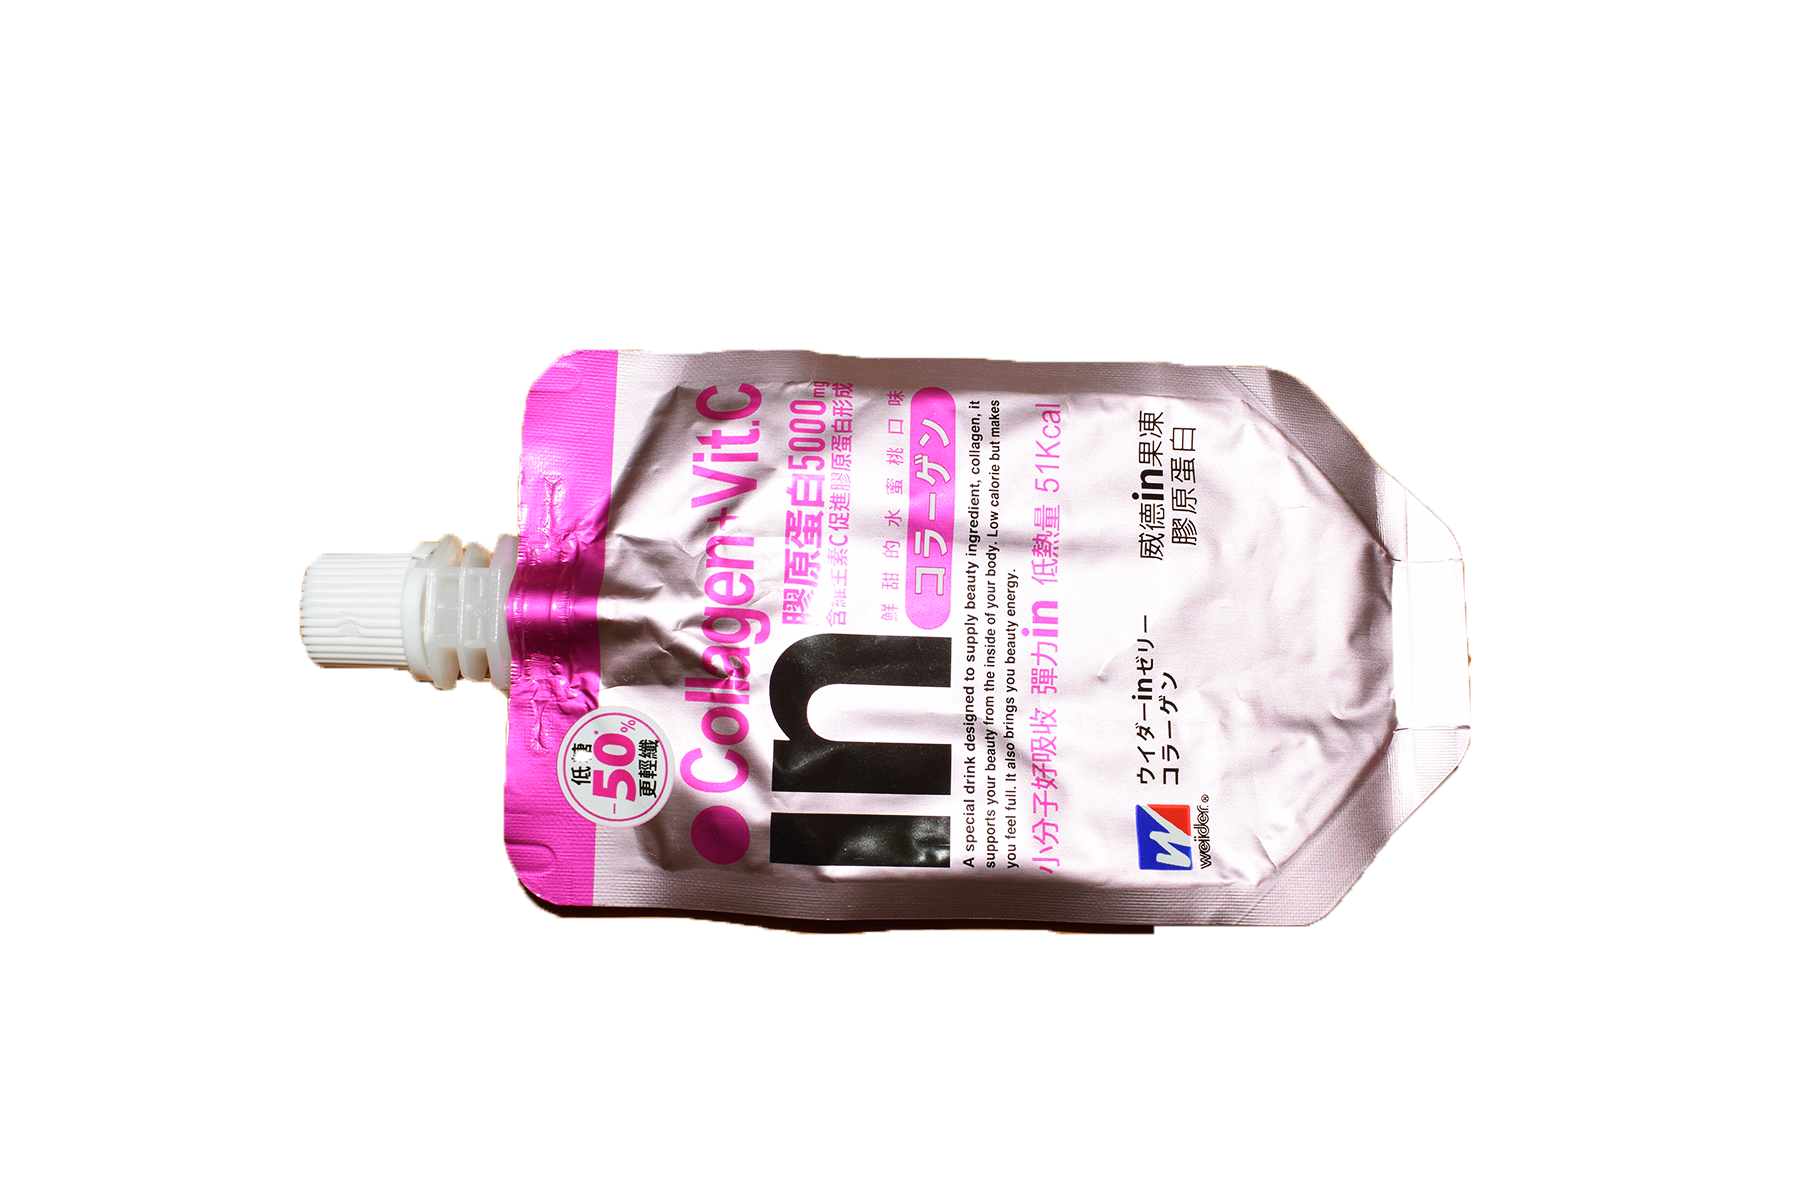 低糖*
-50%
更輕纖
Collagen+Vit.C
膠原蛋白5000mg
含維生素C促進膠原蛋白形成
鮮甜的水蜜桃口味
コラーゲン
in
A special drink designed to supply beauty ingredient, collagen, it
supports your beauty from the inside of your body. Low calorie but makes
you feel full. It also brings you beauty energy.
小分子好吸收 彈力in 低熱量 51Kcal
ウイダーinゼリー
コラーゲン
威德in果凍
膠原蛋白
weider®